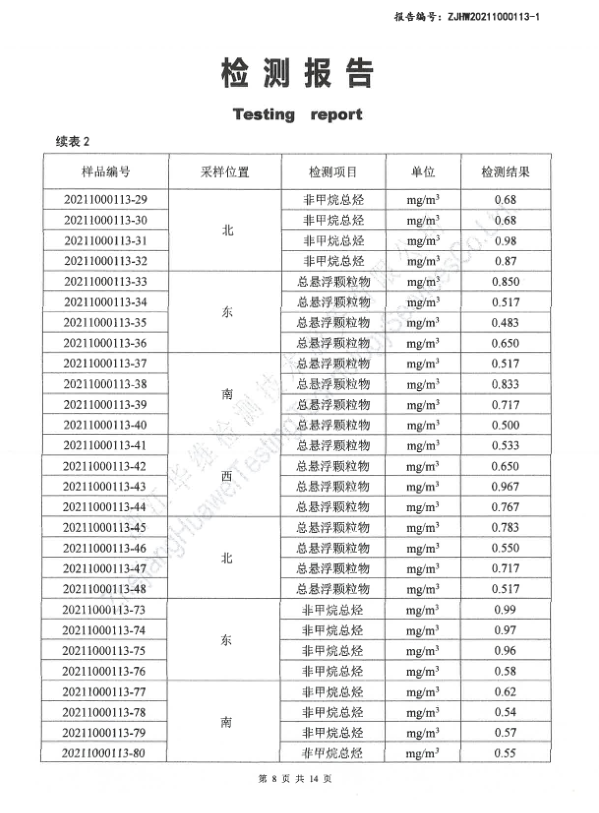 报告编号：ZJHW20211000113-1
检测报告
Testing report
续表2
样品编号 采样位置 检测项目 单位 检测结果
20211000113-29 北 非甲烷总烃 mg/m³ 0.68
20211000113-30 非甲烷总烃 mg/m³ 0.68
20211000113-31 非甲烷总烃 mg/m³ 0.98
20211000113-32 非甲烷总烃 mg/m³ 0.87
20211000113-33 东 总悬浮颗粒物 mg/m³ 0.850
20211000113-34 总悬浮颗粒物 mg/m³ 0.517
20211000113-35 总悬浮颗粒物 mg/m³ 0.483
20211000113-36 总悬浮颗粒物 mg/m³ 0.650
20211000113-37 南 总悬浮颗粒物 mg/m³ 0.517
20211000113-38 总悬浮颗粒物 mg/m³ 0.833
20211000113-39 总悬浮颗粒物 mg/m³ 0.717
20211000113-40 总悬浮颗粒物 mg/m³ 0.500
20211000113-41 西 总悬浮颗粒物 mg/m³ 0.533
20211000113-42 总悬浮颗粒物 mg/m³ 0.650
20211000113-43 总悬浮颗粒物 mg/m³ 0.967
20211000113-44 总悬浮颗粒物 mg/m³ 0.767
20211000113-45 北 总悬浮颗粒物 mg/m³ 0.783
20211000113-46 总悬浮颗粒物 mg/m³ 0.550
20211000113-47 总悬浮颗粒物 mg/m³ 0.717
20211000113-48 总悬浮颗粒物 mg/m³ 0.517
20211000113-73 东 非甲烷总烃 mg/m³ 0.99
20211000113-74 非甲烷总烃 mg/m³ 0.97
20211000113-75 非甲烷总烃 mg/m³ 0.96
20211000113-76 非甲烷总烃 mg/m³ 0.58
20211000113-77 南 非甲烷总烃 mg/m³ 0.62
20211000113-78 非甲烷总烃 mg/m³ 0.54
20211000113-79 非甲烷总烃 mg/m³ 0.57
20211000113-80 非甲烷总烃 mg/m³ 0.55
第 8 页 共 14 页